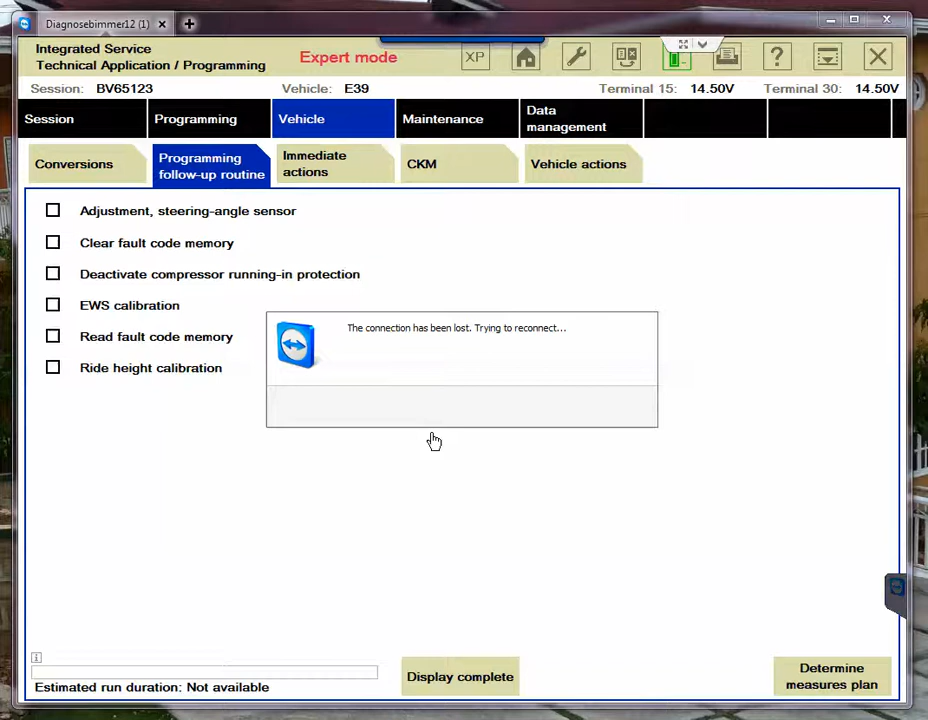 Diagnosebimmer12 (1)
Integrated Service
Technical Application / Programming
Expert mode
XP
?
Session: BV65123 Vehicle: E39 Terminal 15: 14.50V Terminal 30: 14.50V
Session
Programming
Vehicle
Maintenance
Data
management
Conversions
Programming
follow-up routine
Immediate
actions
CKM
Vehicle actions
Adjustment, steering-angle sensor
Clear fault code memory
Deactivate compressor running-in protection
EWS calibration
Read fault code memory
Ride height calibration
The connection has been lost. Trying to reconnect...
i
Estimated run duration: Not available
Display complete
Determine
measures plan